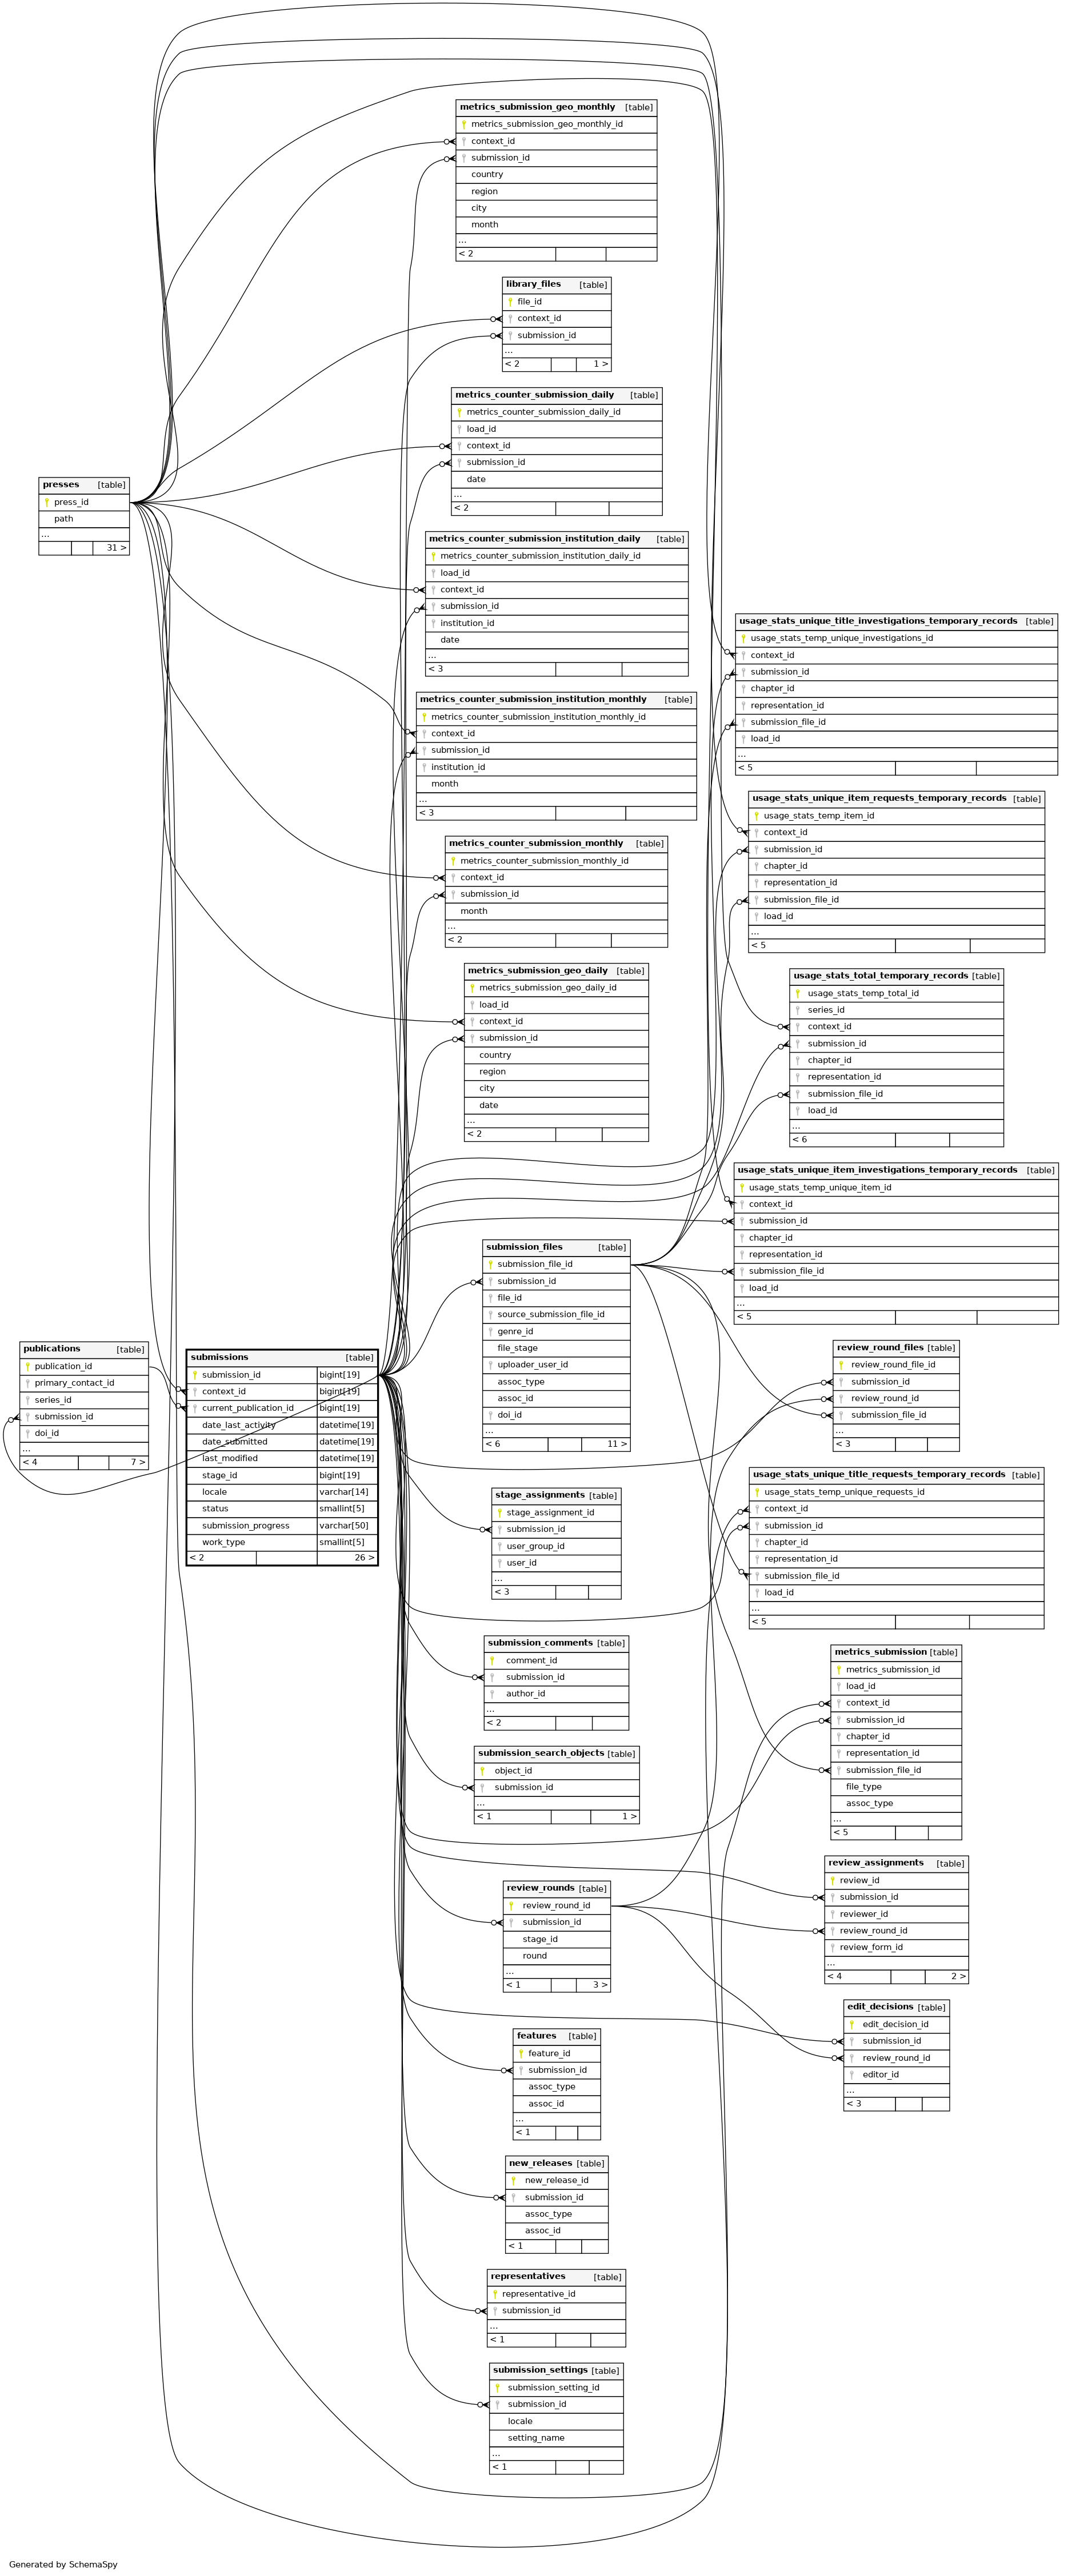 metrics_submission_geo_monthly [table]
metrics_submission_geo_monthly_id
context_id
submission_id
country
region
city
month
...
< 2
library_files [table]
file_id
context_id
submission_id
...
< 2 1 >
metrics_counter_submission_daily [table]
metrics_counter_submission_daily_id
load_id
context_id
submission_id
date
...
< 2
presses [table]
press_id
path
...
31 >
metrics_counter_submission_institution_daily [table]
metrics_counter_submission_institution_daily_id
load_id
context_id
submission_id
institution_id
date
...
< 3
metrics_counter_submission_institution_monthly [table]
metrics_counter_submission_institution_monthly_id
context_id
submission_id
institution_id
month
...
< 3
metrics_counter_submission_monthly [table]
metrics_counter_submission_monthly_id
context_id
submission_id
month
...
< 2
metrics_submission_geo_daily [table]
metrics_submission_geo_daily_id
load_id
context_id
submission_id
country
region
city
date
...
< 2
usage_stats_unique_title_investigations_temporary_records [table]
usage_stats_temp_unique_investigations_id
context_id
submission_id
chapter_id
representation_id
submission_file_id
load_id
...
< 5
usage_stats_unique_item_requests_temporary_records [table]
usage_stats_temp_item_id
context_id
submission_id
chapter_id
representation_id
submission_file_id
load_id
...
< 5
usage_stats_total_temporary_records [table]
usage_stats_temp_total_id
series_id
context_id
submission_id
chapter_id
representation_id
submission_file_id
load_id
...
< 6
usage_stats_unique_item_investigations_temporary_records [table]
usage_stats_temp_unique_item_id
context_id
submission_id
chapter_id
representation_id
submission_file_id
load_id
...
< 5
publications [table]
publication_id
primary_contact_id
series_id
submission_id
doi_id
...
< 4 7 >
submissions [table]
submission_id bigint[19]
context_id bigint[19]
current_publication_id bigint[19]
date_last_activity datetime[19]
date_submitted datetime[19]
last_modified datetime[19]
stage_id bigint[19]
locale varchar[14]
status smallint[5]
submission_progress varchar[50]
work_type smallint[5]
< 2 26 >
submission_files [table]
submission_file_id
submission_id
file_id
source_submission_file_id
genre_id
file_stage
uploader_user_id
assoc_type
assoc_id
doi_id
...
< 6 11 >
review_round_files [table]
review_round_file_id
submission_id
review_round_id
submission_file_id
...
< 3
usage_stats_unique_title_requests_temporary_records [table]
usage_stats_temp_unique_requests_id
context_id
submission_id
chapter_id
representation_id
submission_file_id
load_id
...
< 5
stage_assignments [table]
stage_assignment_id
submission_id
user_group_id
user_id
...
< 3
submission_comments [table]
comment_id
submission_id
author_id
...
< 2
submission_search_objects [table]
object_id
submission_id
...
< 1 1 >
metrics_submission [table]
metrics_submission_id
load_id
context_id
submission_id
chapter_id
representation_id
submission_file_id
file_type
assoc_type
...
< 5
review_assignments [table]
review_id
submission_id
reviewer_id
review_round_id
review_form_id
...
< 4 2 >
review_rounds [table]
review_round_id
submission_id
stage_id
round
...
< 1 3 >
edit_decisions [table]
edit_decision_id
submission_id
review_round_id
editor_id
...
< 3
features [table]
feature_id
submission_id
assoc_type
assoc_id
...
< 1
new_releases [table]
new_release_id
submission_id
assoc_type
assoc_id
< 1
representatives [table]
representative_id
submission_id
...
< 1
submission_settings [table]
submission_setting_id
submission_id
locale
setting_name
...
< 1
Generated by SchemaSpy